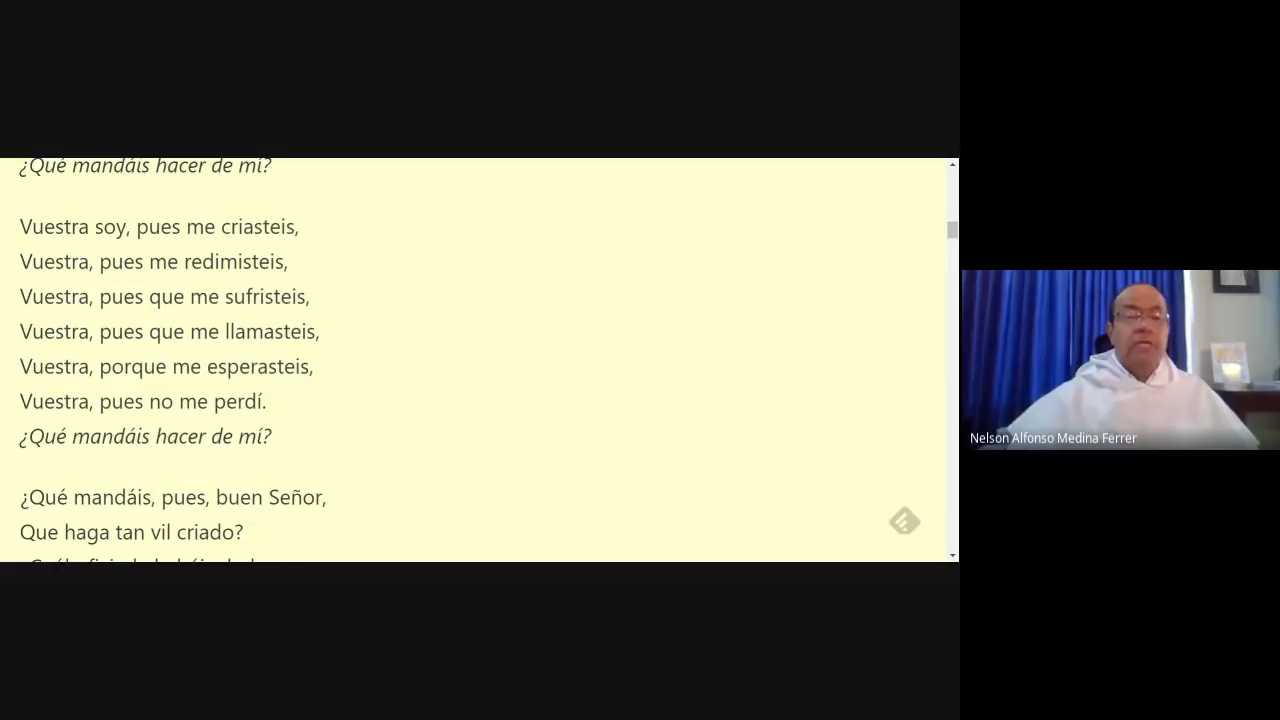 ¿Qué mandáis hacer de mí?
Vuestra soy, pues me criasteis,
Vuestra, pues me redimisteis,
Vuestra, pues que me sufristeis,
Vuestra, pues que me llamasteis,
Vuestra, porque me esperasteis,
Vuestra, pues no me perdí.
¿Qué mandáis hacer de mí?
¿Qué mandáis, pues, buen Señor,
Que haga tan vil criado?
Nelson Alfonso Medina Ferrer